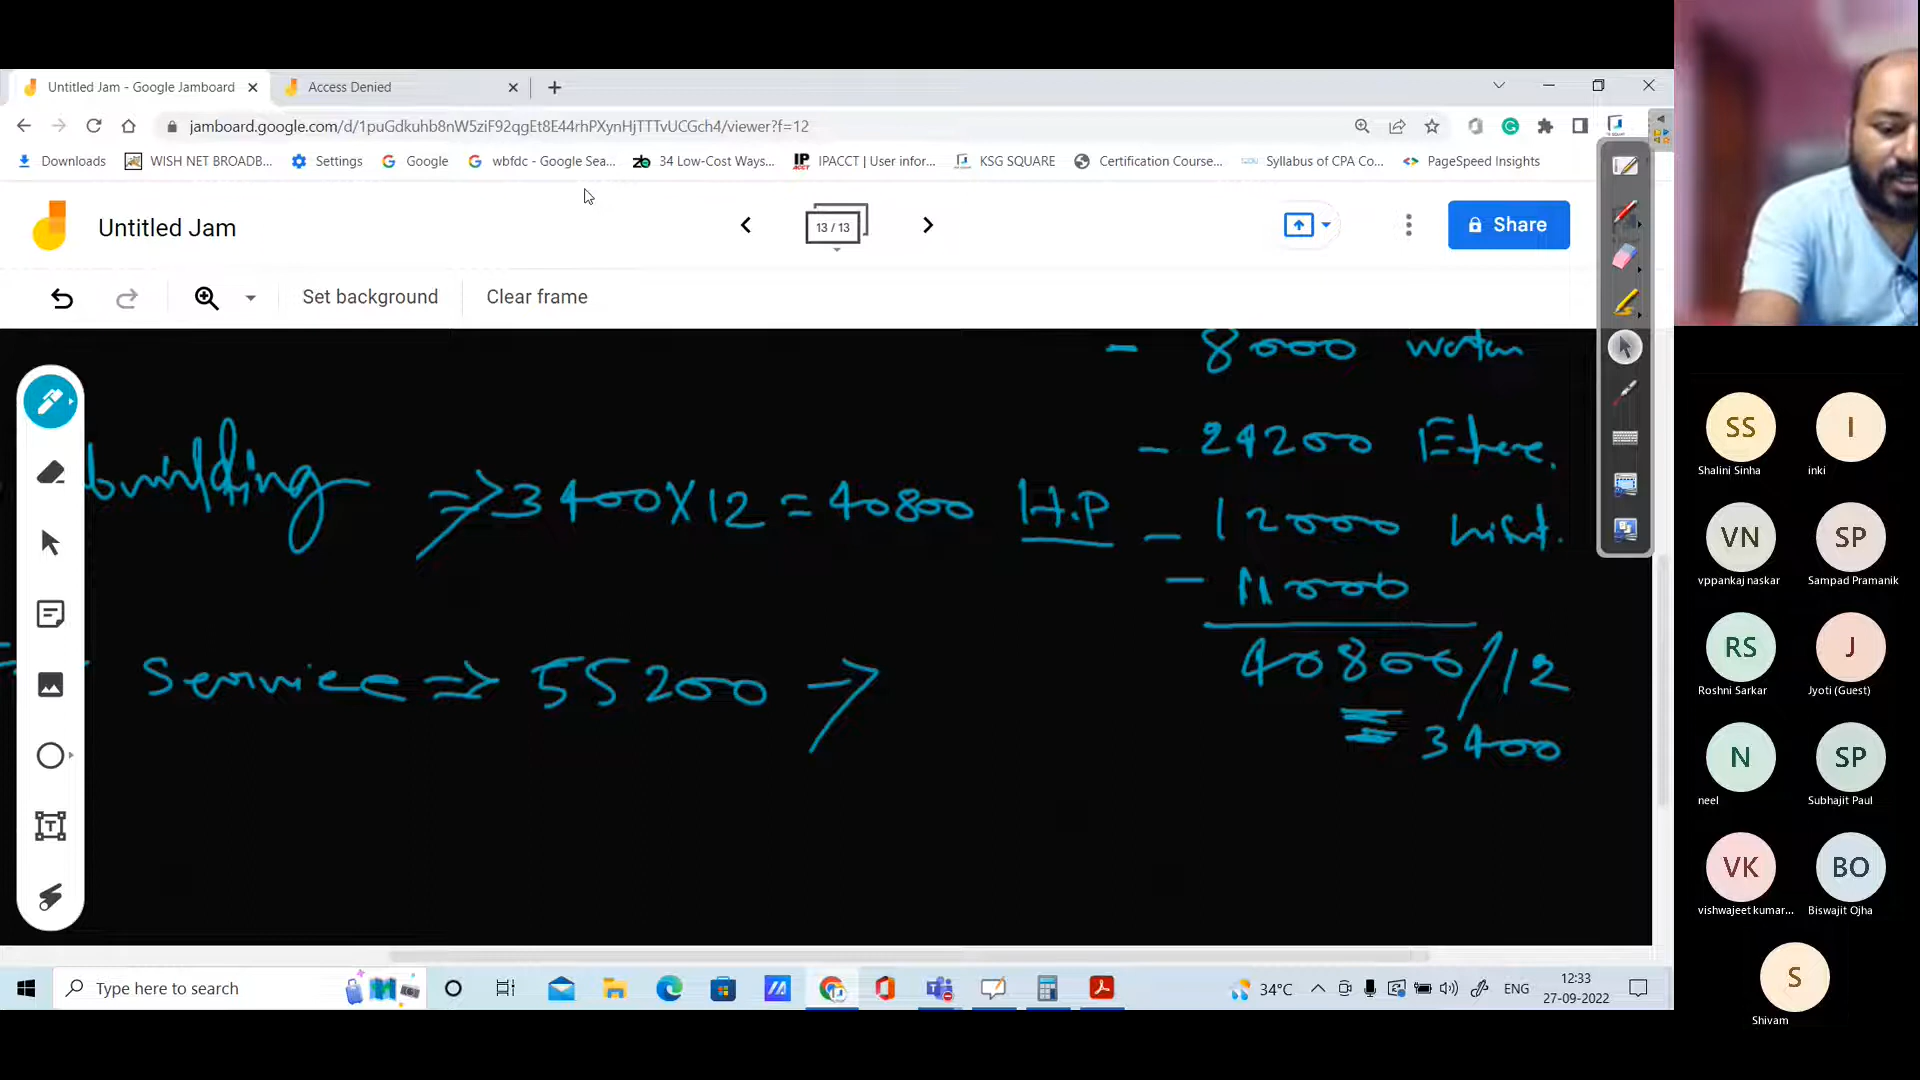 Untitled Jam - Google Jamboard
Access Denied
jamboard.google.com/d/1puGdkuhb8nW5ziF92qgEt8E44rhPXynHjTTTvUCGch4/viewer?f=12
Downloads
WISH NET BROADB...
Settings
Google
wbfdc - Google Sea...
34 Low-Cost Ways...
IPACCT | User infor...
KSG SQUARE
Certification Course...
Syllabus of CPA Co...
PageSpeed Insights
Untitled Jam
13 / 13
Share
Set background
Clear frame
- 8000 water
- 24200
building => 3400X12 = 40800 H.P
- 12000
- 11000
Service => 55200 →
40800/12
= 3400
Type here to search
34°C
ENG
12:33
27-09-2022
SS
Shalini Sinha
I
inki
VN
vppankaj naskar
SP
Sampad Pramanik
RS
Roshni Sarkar
J
Jyoti (Guest)
N
neel
SP
Subhajit Paul
VK
vishwajeet kumar...
BO
Biswajit Ojha
S
Shivam